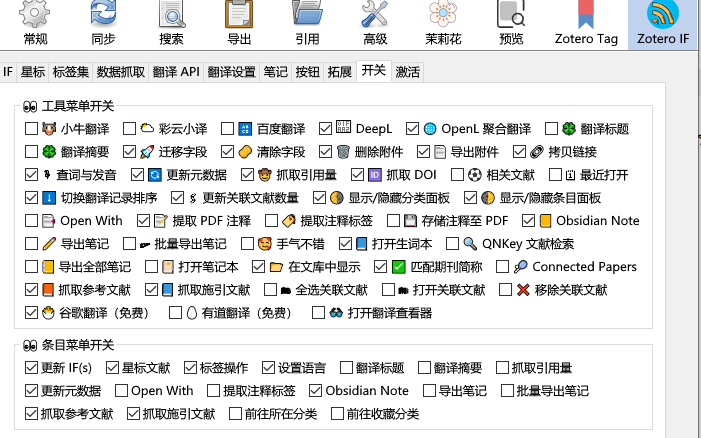 常规 同步 搜索 导出 引用 高级 茉莉花 预览 Zotero Tag Zotero IF
IF 星标 标签集 数据抓取 翻译 API 翻译设置 笔记 按钮 拓展 开关 激活
工具菜单开关
小牛翻译 彩云小译 百度翻译 DeepL OpenL 聚合翻译 翻译标题
翻译摘要 迁移字段 清除字段 删除附件 导出附件 拷贝链接
查词与发音 更新元数据 抓取引用量 抓取 DOI 相关文献 最近打开
切换翻译记录排序 更新关联文献数量 显示/隐藏分类面板 显示/隐藏条目面板
Open With 提取 PDF 注释 提取注释标签 存储注释至 PDF Obsidian Note
导出笔记 批量导出笔记 手气不错 打开生词本 QNKey 文献检索
导出全部笔记 打开笔记本 在文库中显示 匹配期刊简称 Connected Papers
抓取参考文献 抓取施引文献 全选关联文献 打开关联文献 移除关联文献
谷歌翻译（免费） 有道翻译（免费） 打开翻译查看器
条目菜单开关
更新 IF(s) 星标文献 标签操作 设置语言 翻译标题 翻译摘要 抓取引用量
更新元数据 Open With 提取注释标签 Obsidian Note 导出笔记 批量导出笔记
抓取参考文献 抓取施引文献 前往所在分类 前往收藏分类